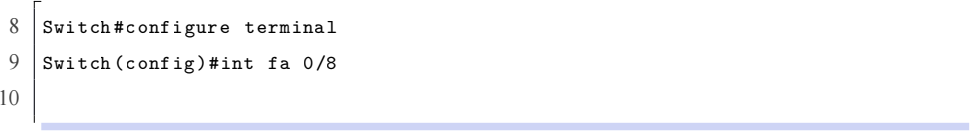 8 Switch#configure terminal
9 Switch(config)#int fa 0/8
10